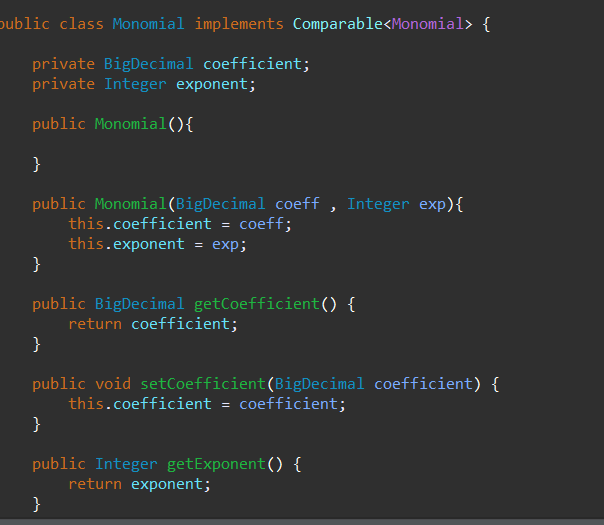 public class Monomial implements Comparable<Monomial> {
private BigDecimal coefficient;
private Integer exponent;
public Monomial(){
}
public Monomial(BigDecimal coeff , Integer exp){
this.coefficient = coeff;
this.exponent = exp;
}
public BigDecimal getCoefficient() {
return coefficient;
}
public void setCoefficient(BigDecimal coefficient) {
this.coefficient = coefficient;
}
public Integer getExponent() {
return exponent;
}